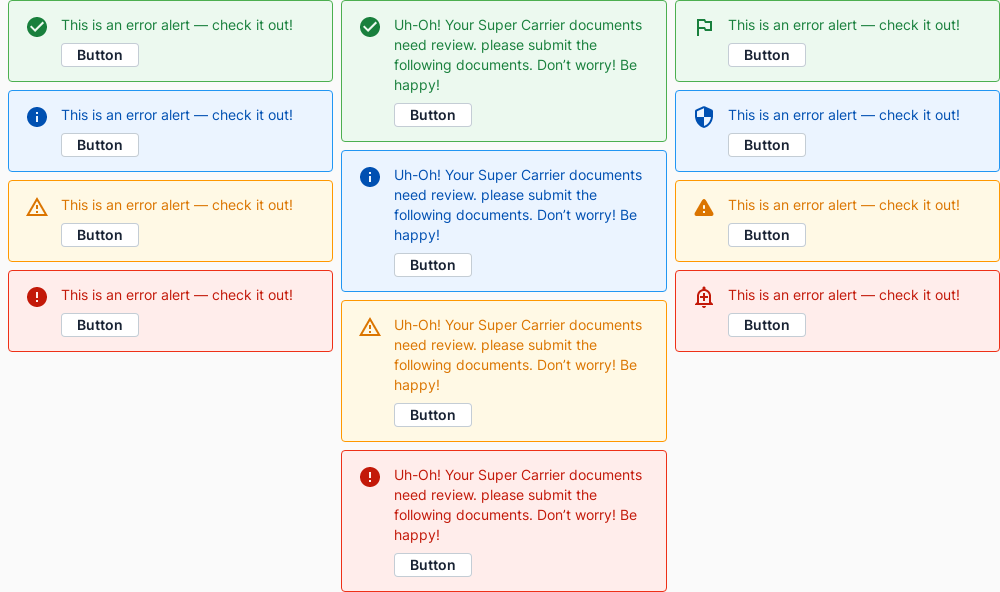 This is an error alert — check it out!
Button
This is an error alert — check it out!
Button
This is an error alert — check it out!
Button
This is an error alert — check it out!
Button
Uh-Oh! Your Super Carrier documents
need review. please submit the
following documents. Don’t worry! Be
happy!
Button
Uh-Oh! Your Super Carrier documents
need review. please submit the
following documents. Don’t worry! Be
happy!
Button
Uh-Oh! Your Super Carrier documents
need review. please submit the
following documents. Don’t worry! Be
happy!
Button
Uh-Oh! Your Super Carrier documents
need review. please submit the
following documents. Don’t worry! Be
happy!
Button
This is an error alert — check it out!
Button
This is an error alert — check it out!
Button
This is an error alert — check it out!
Button
This is an error alert — check it out!
Button